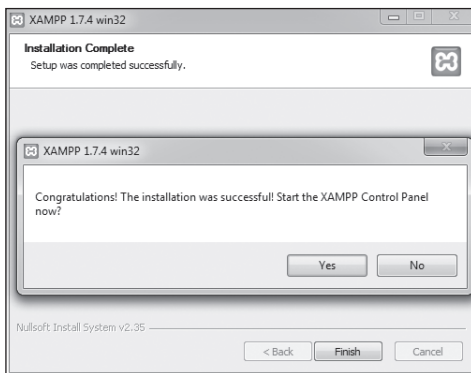 XAMPP 1.7.4 win32
Installation Complete
Setup was completed successfully.
XAMPP 1.7.4 win32
Congratulations! The installation was successful! Start the XAMPP Control Panel
now?
Yes No
Nullsoft Install System v2.35
< Back Finish Cancel